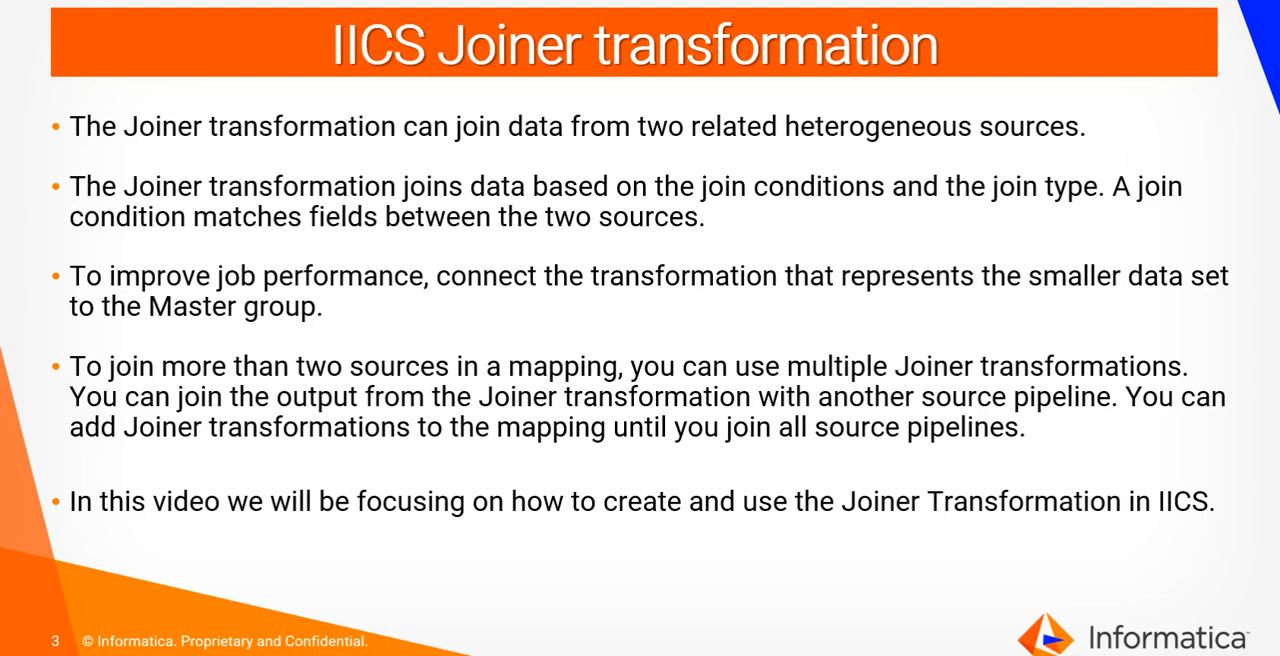 IICS Joiner transformation
• The Joiner transformation can join data from two related heterogeneous sources.
• The Joiner transformation joins data based on the join conditions and the join type. A join
condition matches fields between the two sources.
• To improve job performance, connect the transformation that represents the smaller data set
to the Master group.
• To join more than two sources in a mapping, you can use multiple Joiner transformations.
You can join the output from the Joiner transformation with another source pipeline. You can
add Joiner transformations to the mapping until you join all source pipelines.
• In this video we will be focusing on how to create and use the Joiner Transformation in IICS.
3 © Informatica. Proprietary and Confidential.
Informatica™